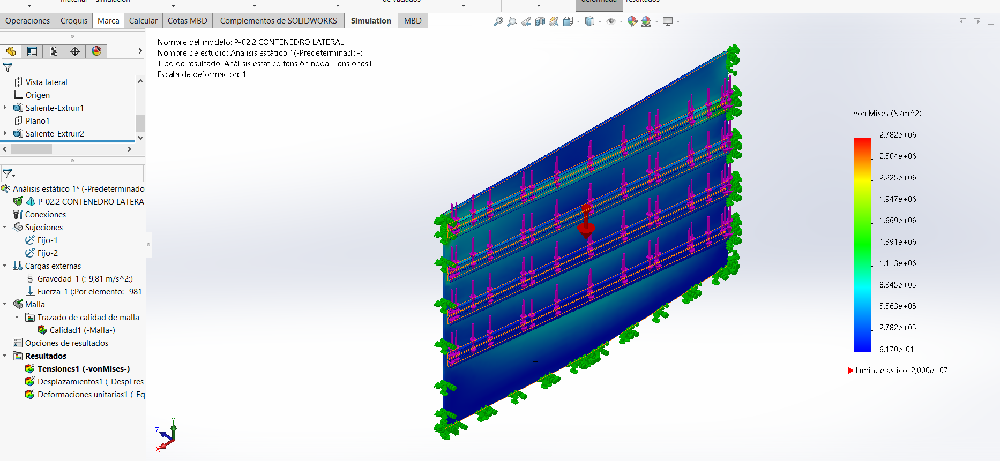 de vaciados
Operaciones
Croquis
Marca
Calcular
Cotas MBD
Complementos de SOLIDWORKS
Simulation
MBD
Vista lateral
Origen
Saliente-Extruir1
Plano1
Saliente-Extruir2
Análisis estático 1* (-Predeterminado
P-02.2 CONTENEDRO LATERA
Conexiones
Sujeciones
Fijo-1
Fijo-2
Cargas externas
Gravedad-1 (:-9,81 m/s^2:)
Fuerza-1 (:Por elemento: -981
Malla
Trazado de calidad de malla
Calidad1 (-Malla-)
Opciones de resultados
Resultados
Tensiones1 (-vonMises-)
Desplazamientos1 (-Despl res-
Deformaciones unitarias1 (-Eq
Nombre del modelo: P-02.2 CONTENEDRO LATERAL
Nombre de estudio: Análisis estático 1(-Predeterminado-)
Tipo de resultado: Análisis estático tensión nodal Tensiones1
Escala de deformación: 1
von Mises (N/m^2)
2,782e+06
2,504e+06
2,225e+06
1,947e+06
1,669e+06
1,391e+06
1,113e+06
8,345e+05
5,563e+05
2,782e+05
6,170e-01
Límite elástico: 2,000e+07
Y
Z
X